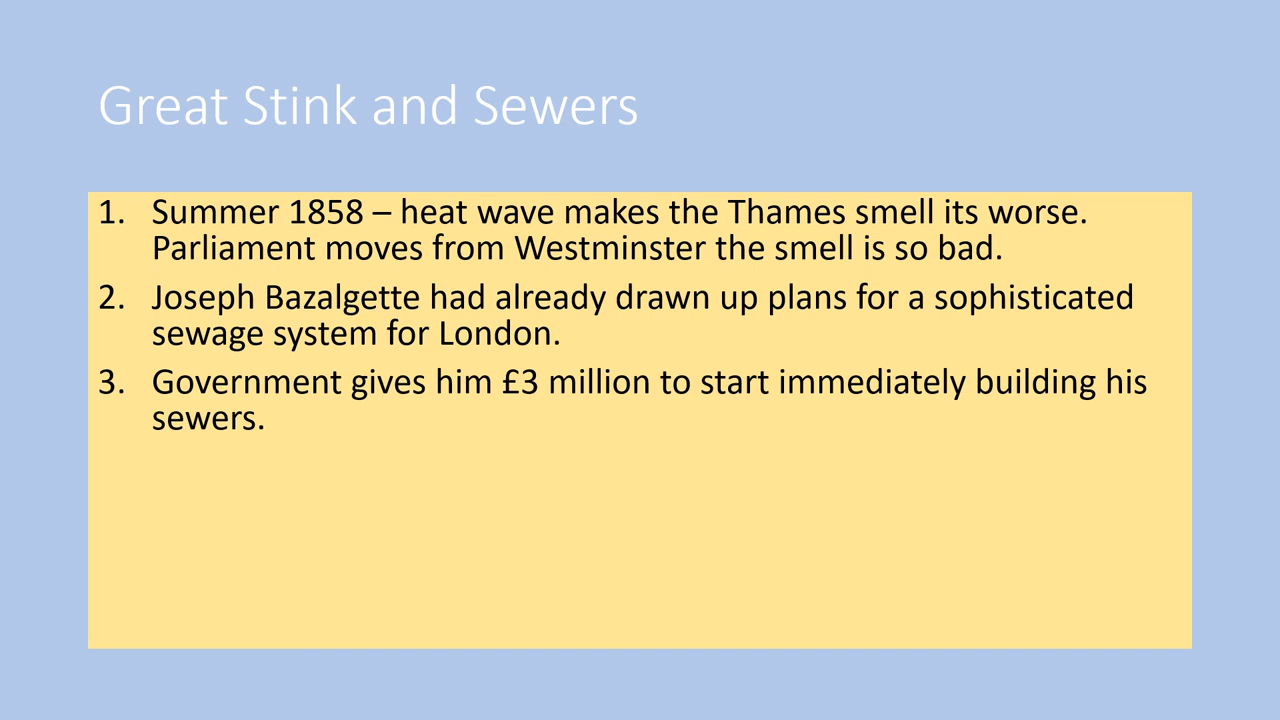 Great Stink and Sewers
1. Summer 1858 – heat wave makes the Thames smell its worse.
Parliament moves from Westminster the smell is so bad.
2. Joseph Bazalgette had already drawn up plans for a sophisticated
sewage system for London.
3. Government gives him £3 million to start immediately building his
sewers.